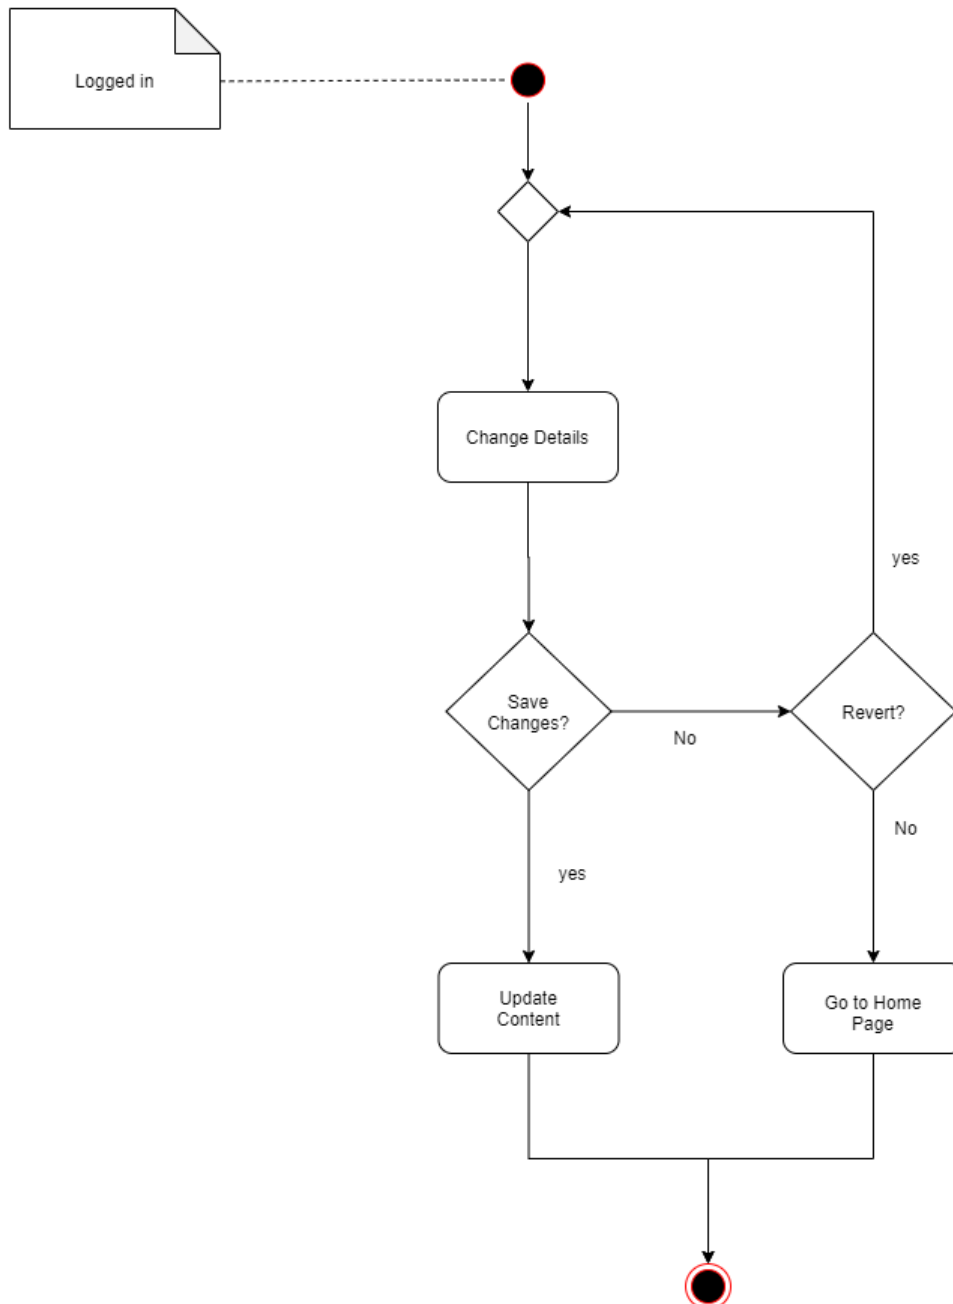 Logged in
Change Details
yes
Save
Changes?
No
Revert?
No
yes
Update
Content
Go to Home
Page